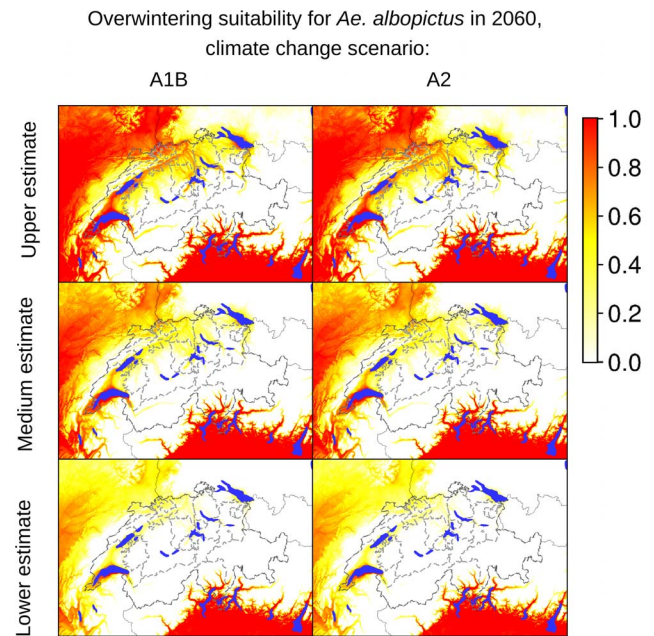 Overwintering suitability for Ae. albopictus in 2060,
climate change scenario:
A1B
A2
Upper estimate
Medium estimate
Lower estimate
1.0
0.8
0.6
0.4
0.2
0.0